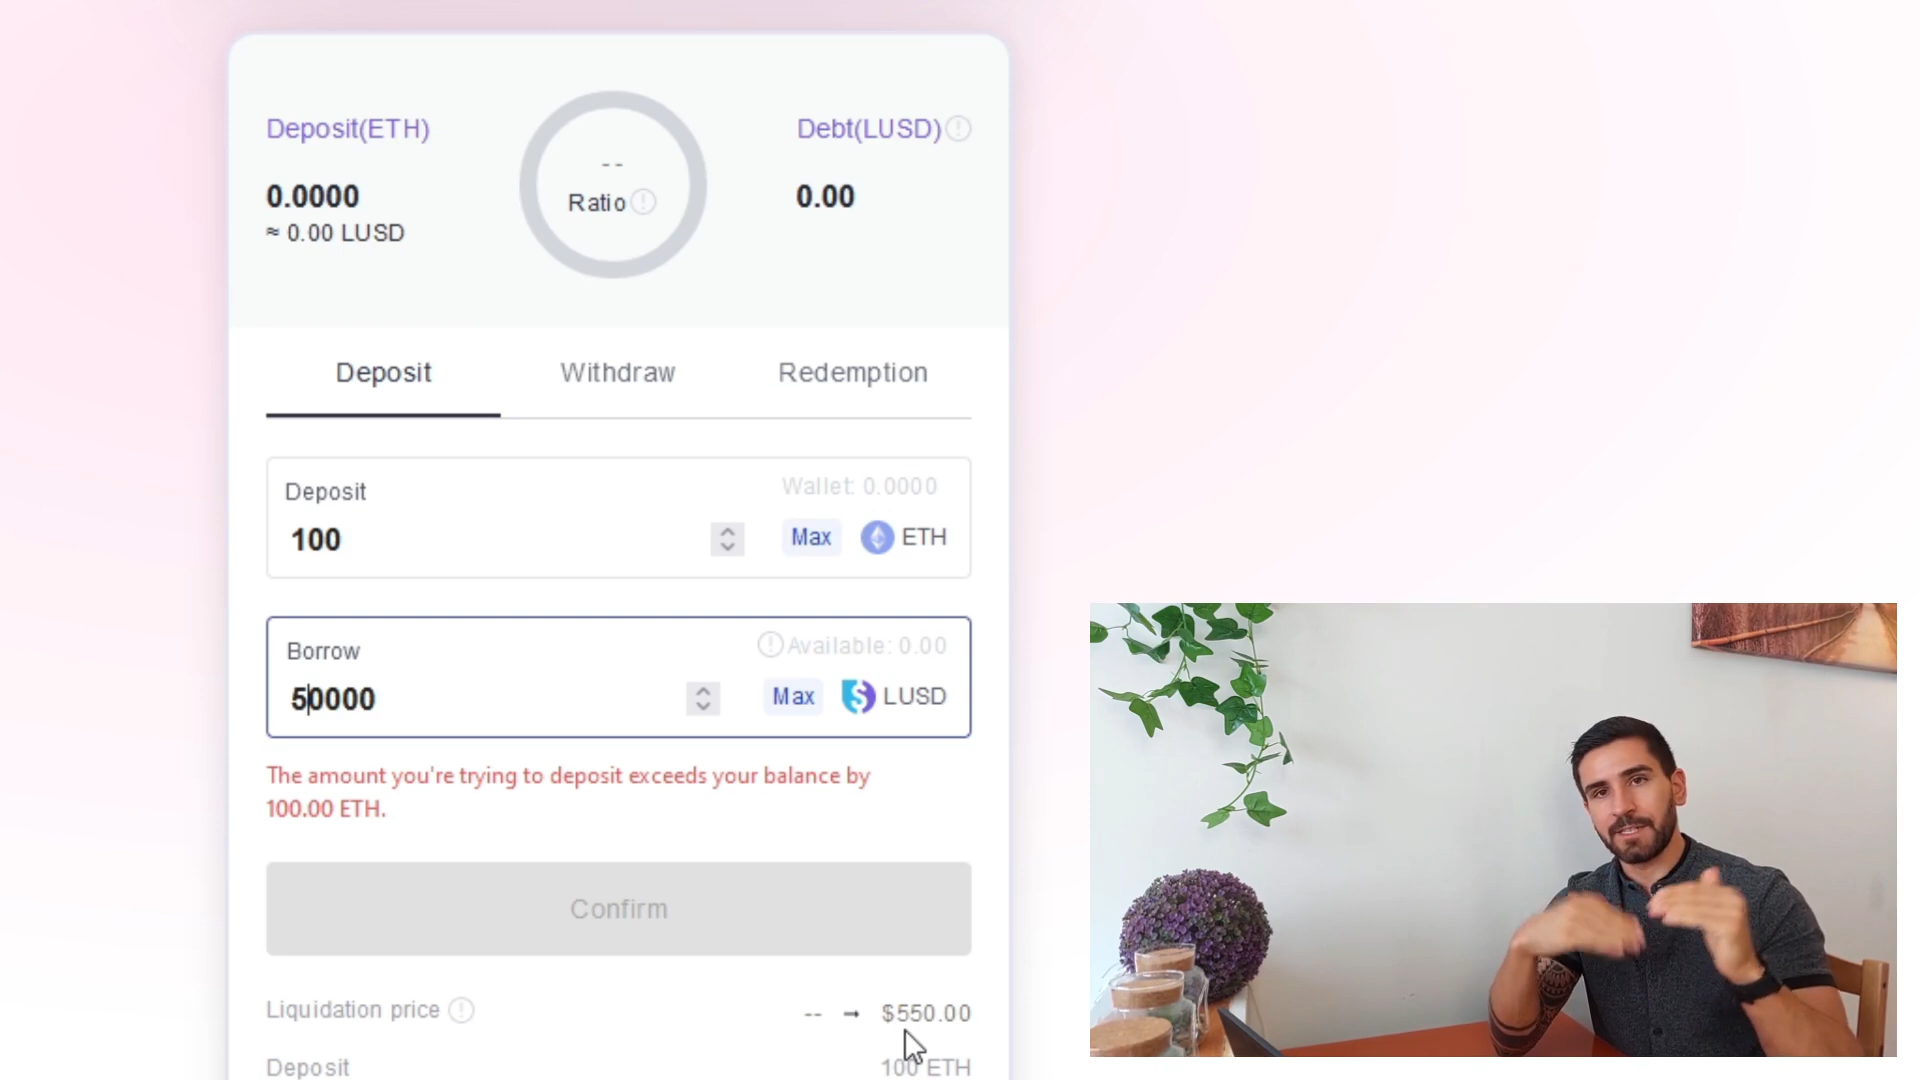 Deposit(ETH)
0.0000
≈ 0.00 LUSD
--
Ratio
Debt(LUSD)
0.00
Deposit
Withdraw
Redemption
Deposit
Wallet: 0.0000
100
Max
ETH
Borrow
Available: 0.00
50000
Max
LUSD
The amount you're trying to deposit exceeds your balance by
100.00 ETH.
Confirm
Liquidation price
-- → $550.00
Deposit
100 ETH